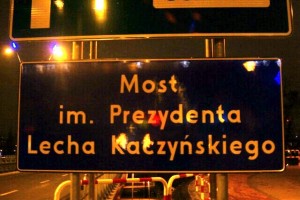 Most
im. Prezydenta
Lecha Kaczyńskiego